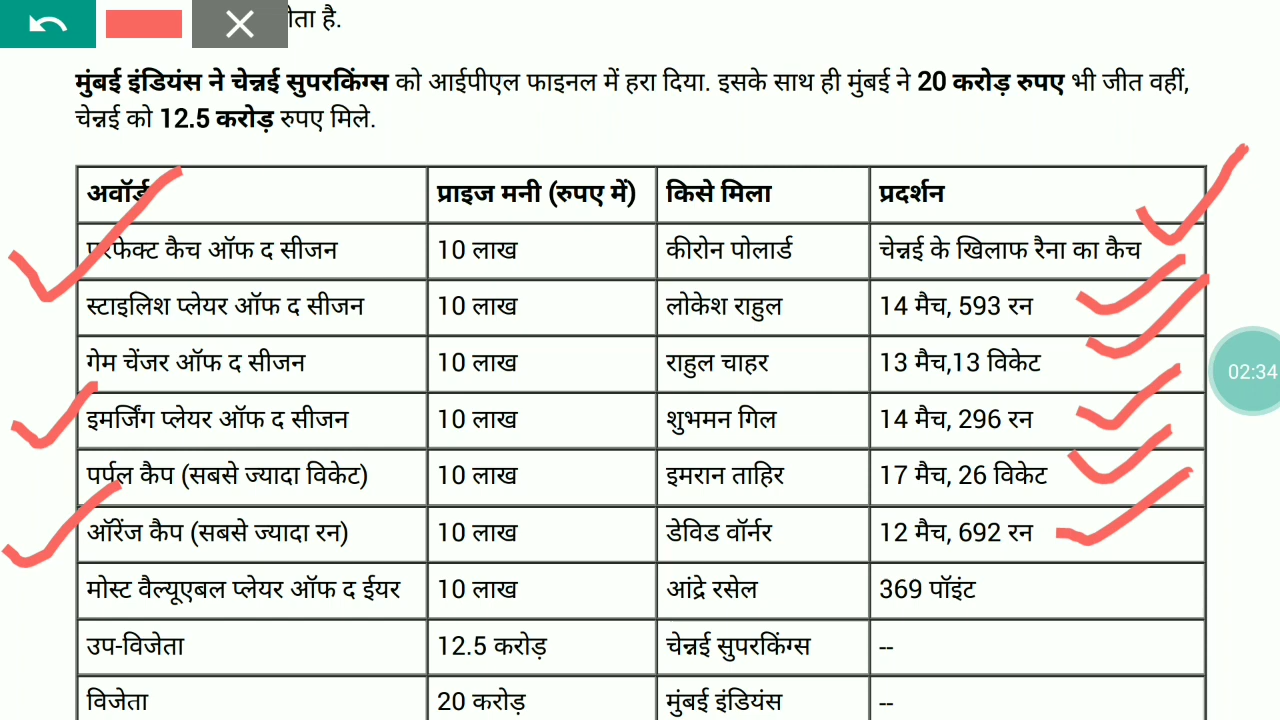 ोता है.
मुंबई इंडियंस ने चेन्नई सुपरकिंग्स को आईपीएल फाइनल में हरा दिया. इसके साथ ही मुंबई ने 20 करोड़ रुपए भी जीत वहीं,
चेन्नई को 12.5 करोड़ रुपए मिले.
अवॉर्ड प्राइज मनी (रुपए में) किसे मिला प्रदर्शन
परफेक्ट कैच ऑफ द सीजन 10 लाख कीरोन पोलार्ड चेन्नई के खिलाफ रैना का कैच
स्टाइलिश प्लेयर ऑफ द सीजन 10 लाख लोकेश राहुल 14 मैच, 593 रन
गेम चेंजर ऑफ द सीजन 10 लाख राहुल चाहर 13 मैच,13 विकेट
इमर्जिंग प्लेयर ऑफ द सीजन 10 लाख शुभमन गिल 14 मैच, 296 रन
पर्पल कैप (सबसे ज्यादा विकेट) 10 लाख इमरान ताहिर 17 मैच, 26 विकेट
ऑरेंज कैप (सबसे ज्यादा रन) 10 लाख डेविड वॉर्नर 12 मैच, 692 रन
मोस्ट वैल्यूएबल प्लेयर ऑफ द ईयर 10 लाख आंद्रे रसेल 369 पॉइंट
उप-विजेता 12.5 करोड़ चेन्नई सुपरकिंग्स --
विजेता 20 करोड़ मुंबई इंडियंस --
02:34